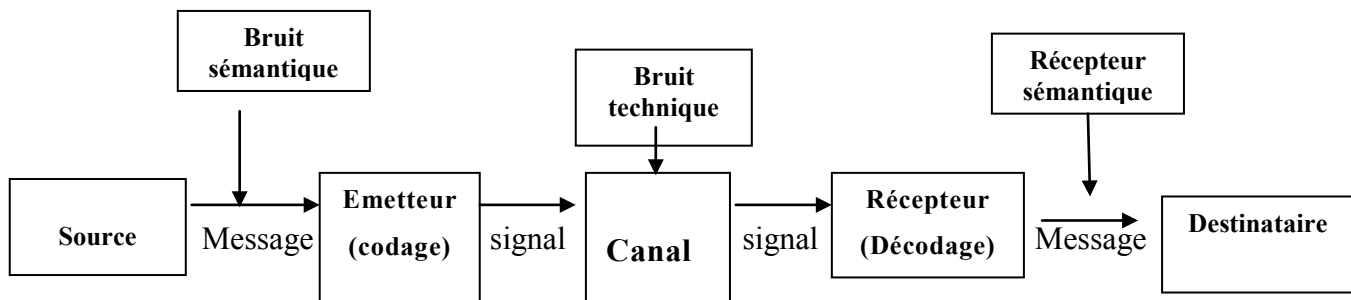 Bruit
sémantique
Bruit
technique
Récepteur
sémantique
Source
Message
Emetteur
(codage)
signal
Canal
signal
Récepteur
(Décodage)
Message
Destinataire